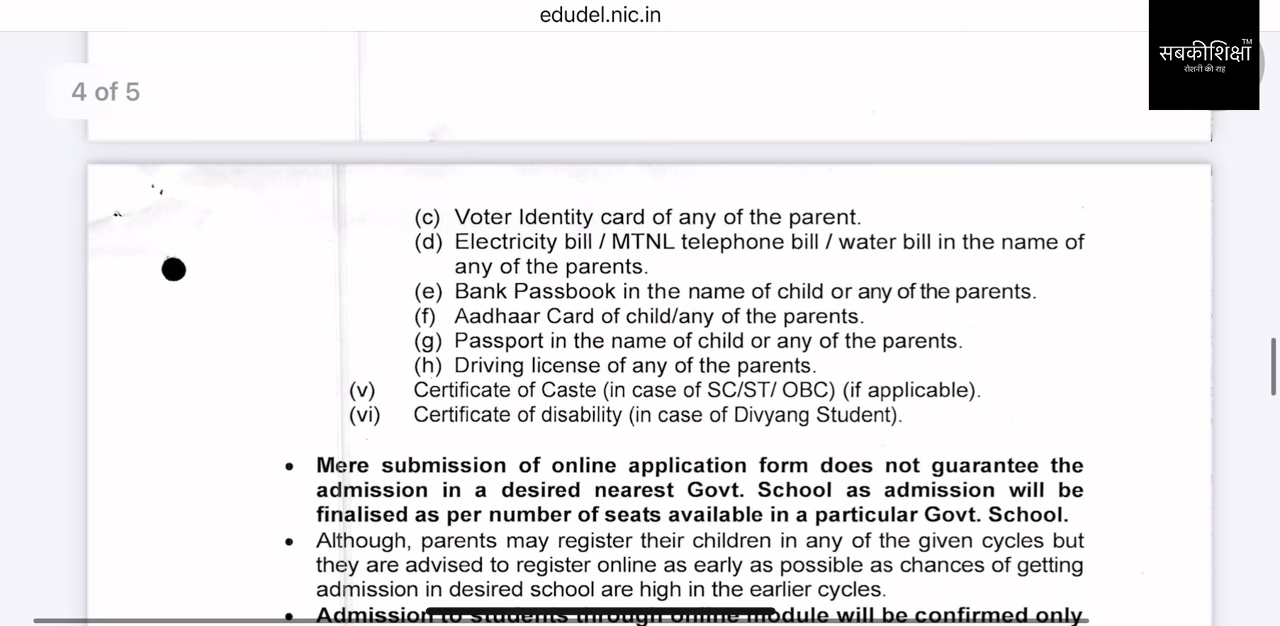 edudel.nic.in
सबकीशिक्षा™
रोशनी की राह
4 of 5
(c) Voter Identity card of any of the parent.
(d) Electricity bill / MTNL telephone bill / water bill in the name of
any of the parents.
(e) Bank Passbook in the name of child or any of the parents.
(f) Aadhaar Card of child/any of the parents.
(g) Passport in the name of child or any of the parents.
(h) Driving license of any of the parents.
(v) Certificate of Caste (in case of SC/ST/ OBC) (if applicable).
(vi) Certificate of disability (in case of Divyang Student).
• Mere submission of online application form does not guarantee the
admission in a desired nearest Govt. School as admission will be
finalised as per number of seats available in a particular Govt. School.
• Although, parents may register their children in any of the given cycles but
they are advised to register online as early as possible as chances of getting
admission in desired school are high in the earlier cycles.
• Admission to students through online module will be confirmed only